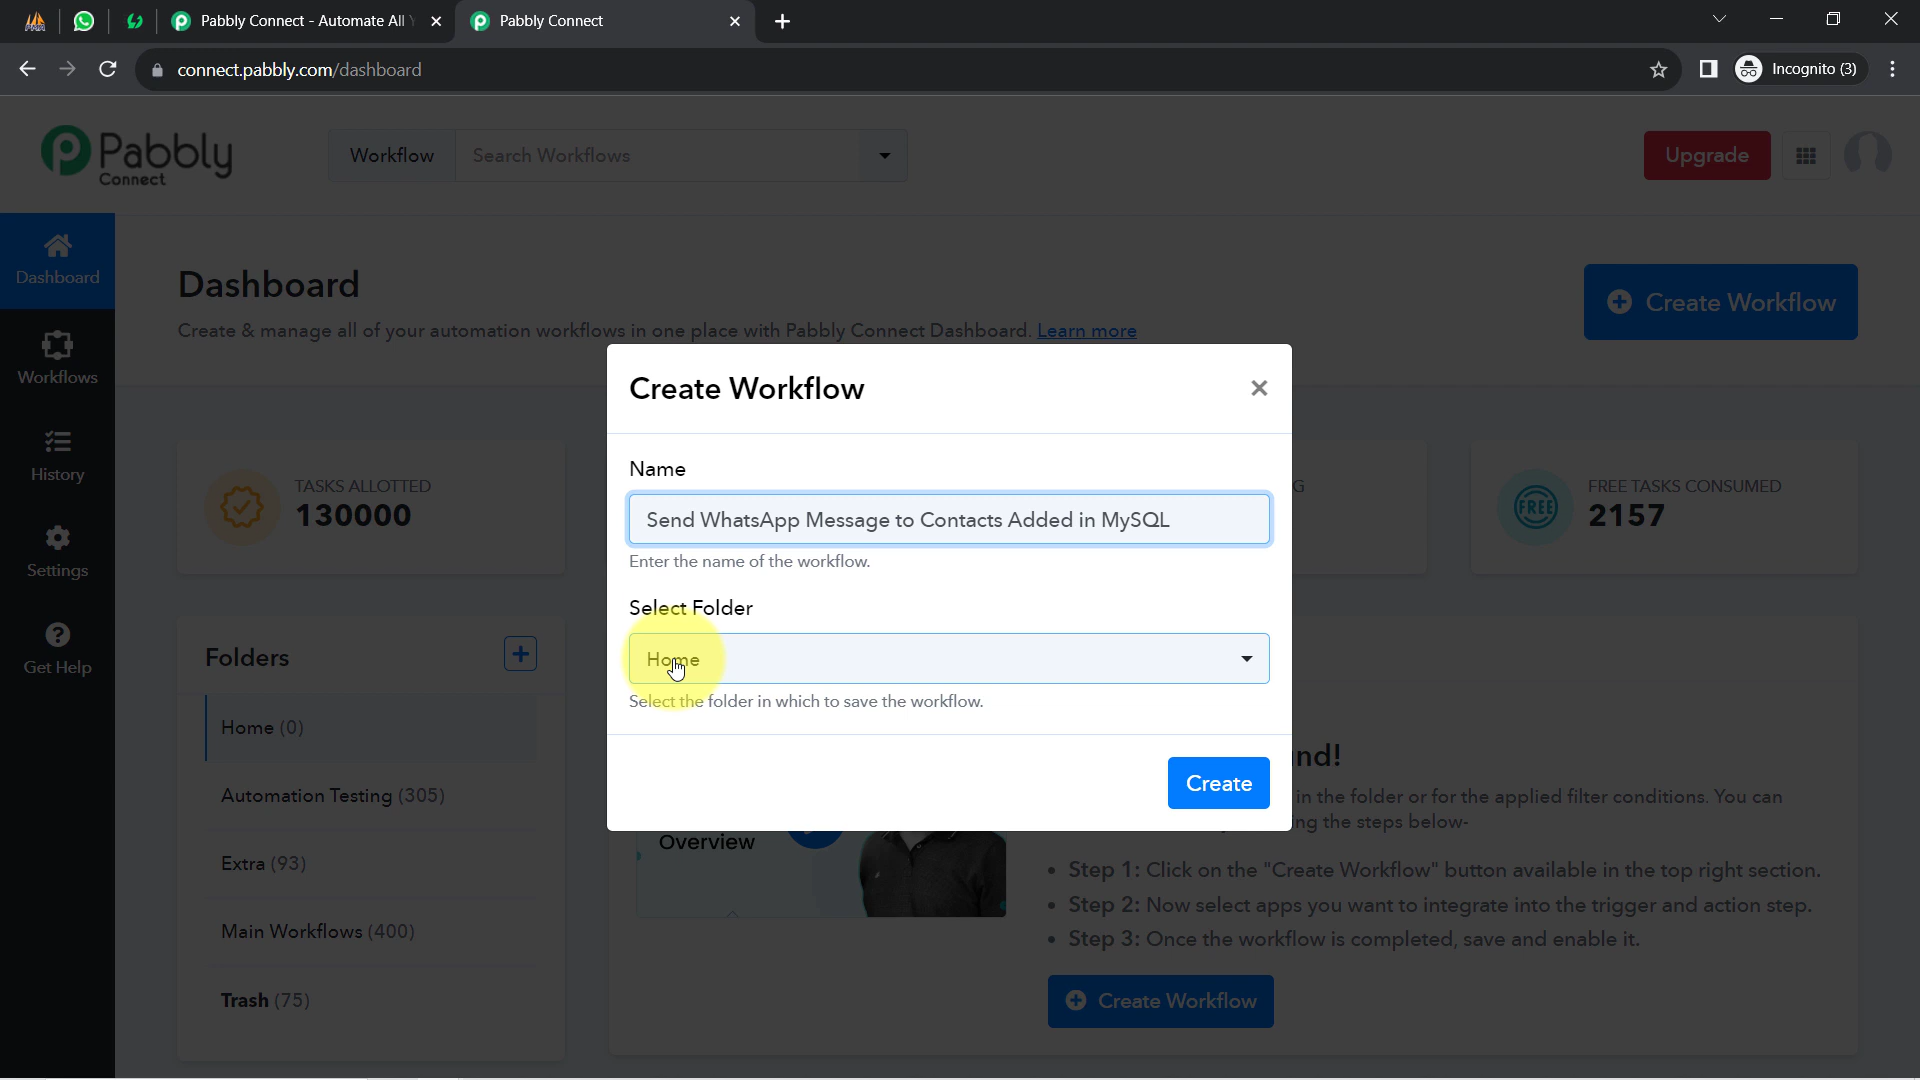 Pabbly Connect - Automate All
Pabbly Connect
connect.pabbly.com/dashboard
Incognito (3)
Pabbly
Connect
Workflow
Search Workflows
Upgrade
Dashboard
Workflows
History
Settings
Get Help
Dashboard
Create & manage all of your automation workflows in one place with Pabbly Connect Dashboard. Learn more
Create Workflow
TASKS ALLOTTED
130000
G
FREE
FREE TASKS CONSUMED
2157
Folders
Home (0)
Automation Testing (305)
Extra (93)
Main Workflows (400)
Trash (75)
Create Workflow
Name
Send WhatsApp Message to Contacts Added in MySQL
Enter the name of the workflow.
Select Folder
Home
Select the folder in which to save the workflow.
Create
Overview
nd!
in the folder or for the applied filter conditions. You can
ing the steps below-
Step 1: Click on the "Create Workflow" button available in the top right section.
Step 2: Now select apps you want to integrate into the trigger and action step.
Step 3: Once the workflow is completed, save and enable it.
Create Workflow